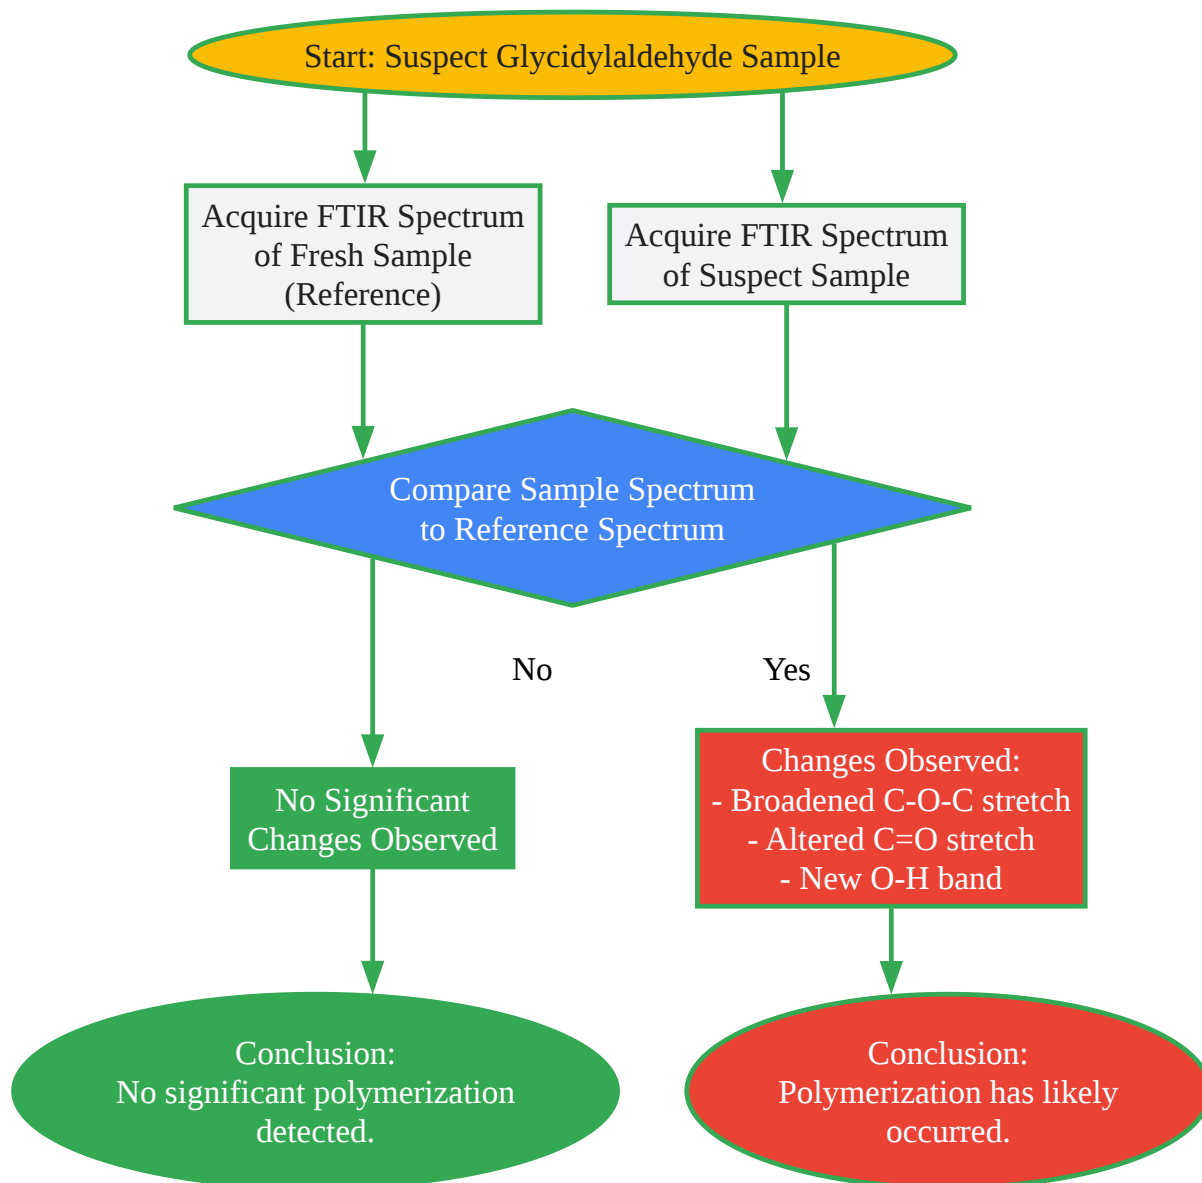 Start: Suspect Glycidylaldehyde Sample
Acquire FTIR Spectrum
of Fresh Sample
(Reference)
Acquire FTIR Spectrum
of Suspect Sample
Compare Sample Spectrum
to Reference Spectrum
No
Yes
No Significant
Changes Observed
Changes Observed:
- Broadened C-O-C stretch
- Altered C=O stretch
- New O-H band
Conclusion:
No significant polymerization
detected.
Conclusion:
Polymerization has likely
occurred.